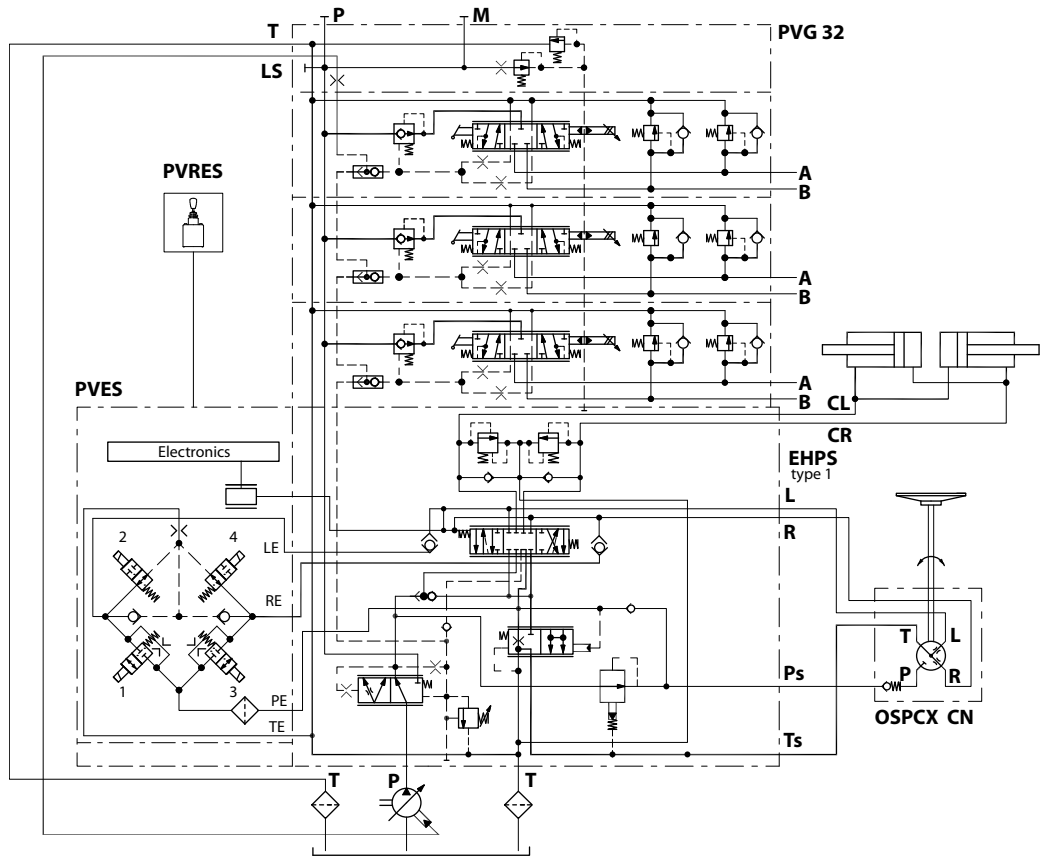 P
M
T
PVG 32
LS
A
B
PVRES
A
B
A
B
PVES
CL
CR
Electronics
EHPS
type 1
L
R
2
4
LE
RE
T
L
P
R
1
3
PE
Ps
TE
OSPCX CN
Ts
T
P
T